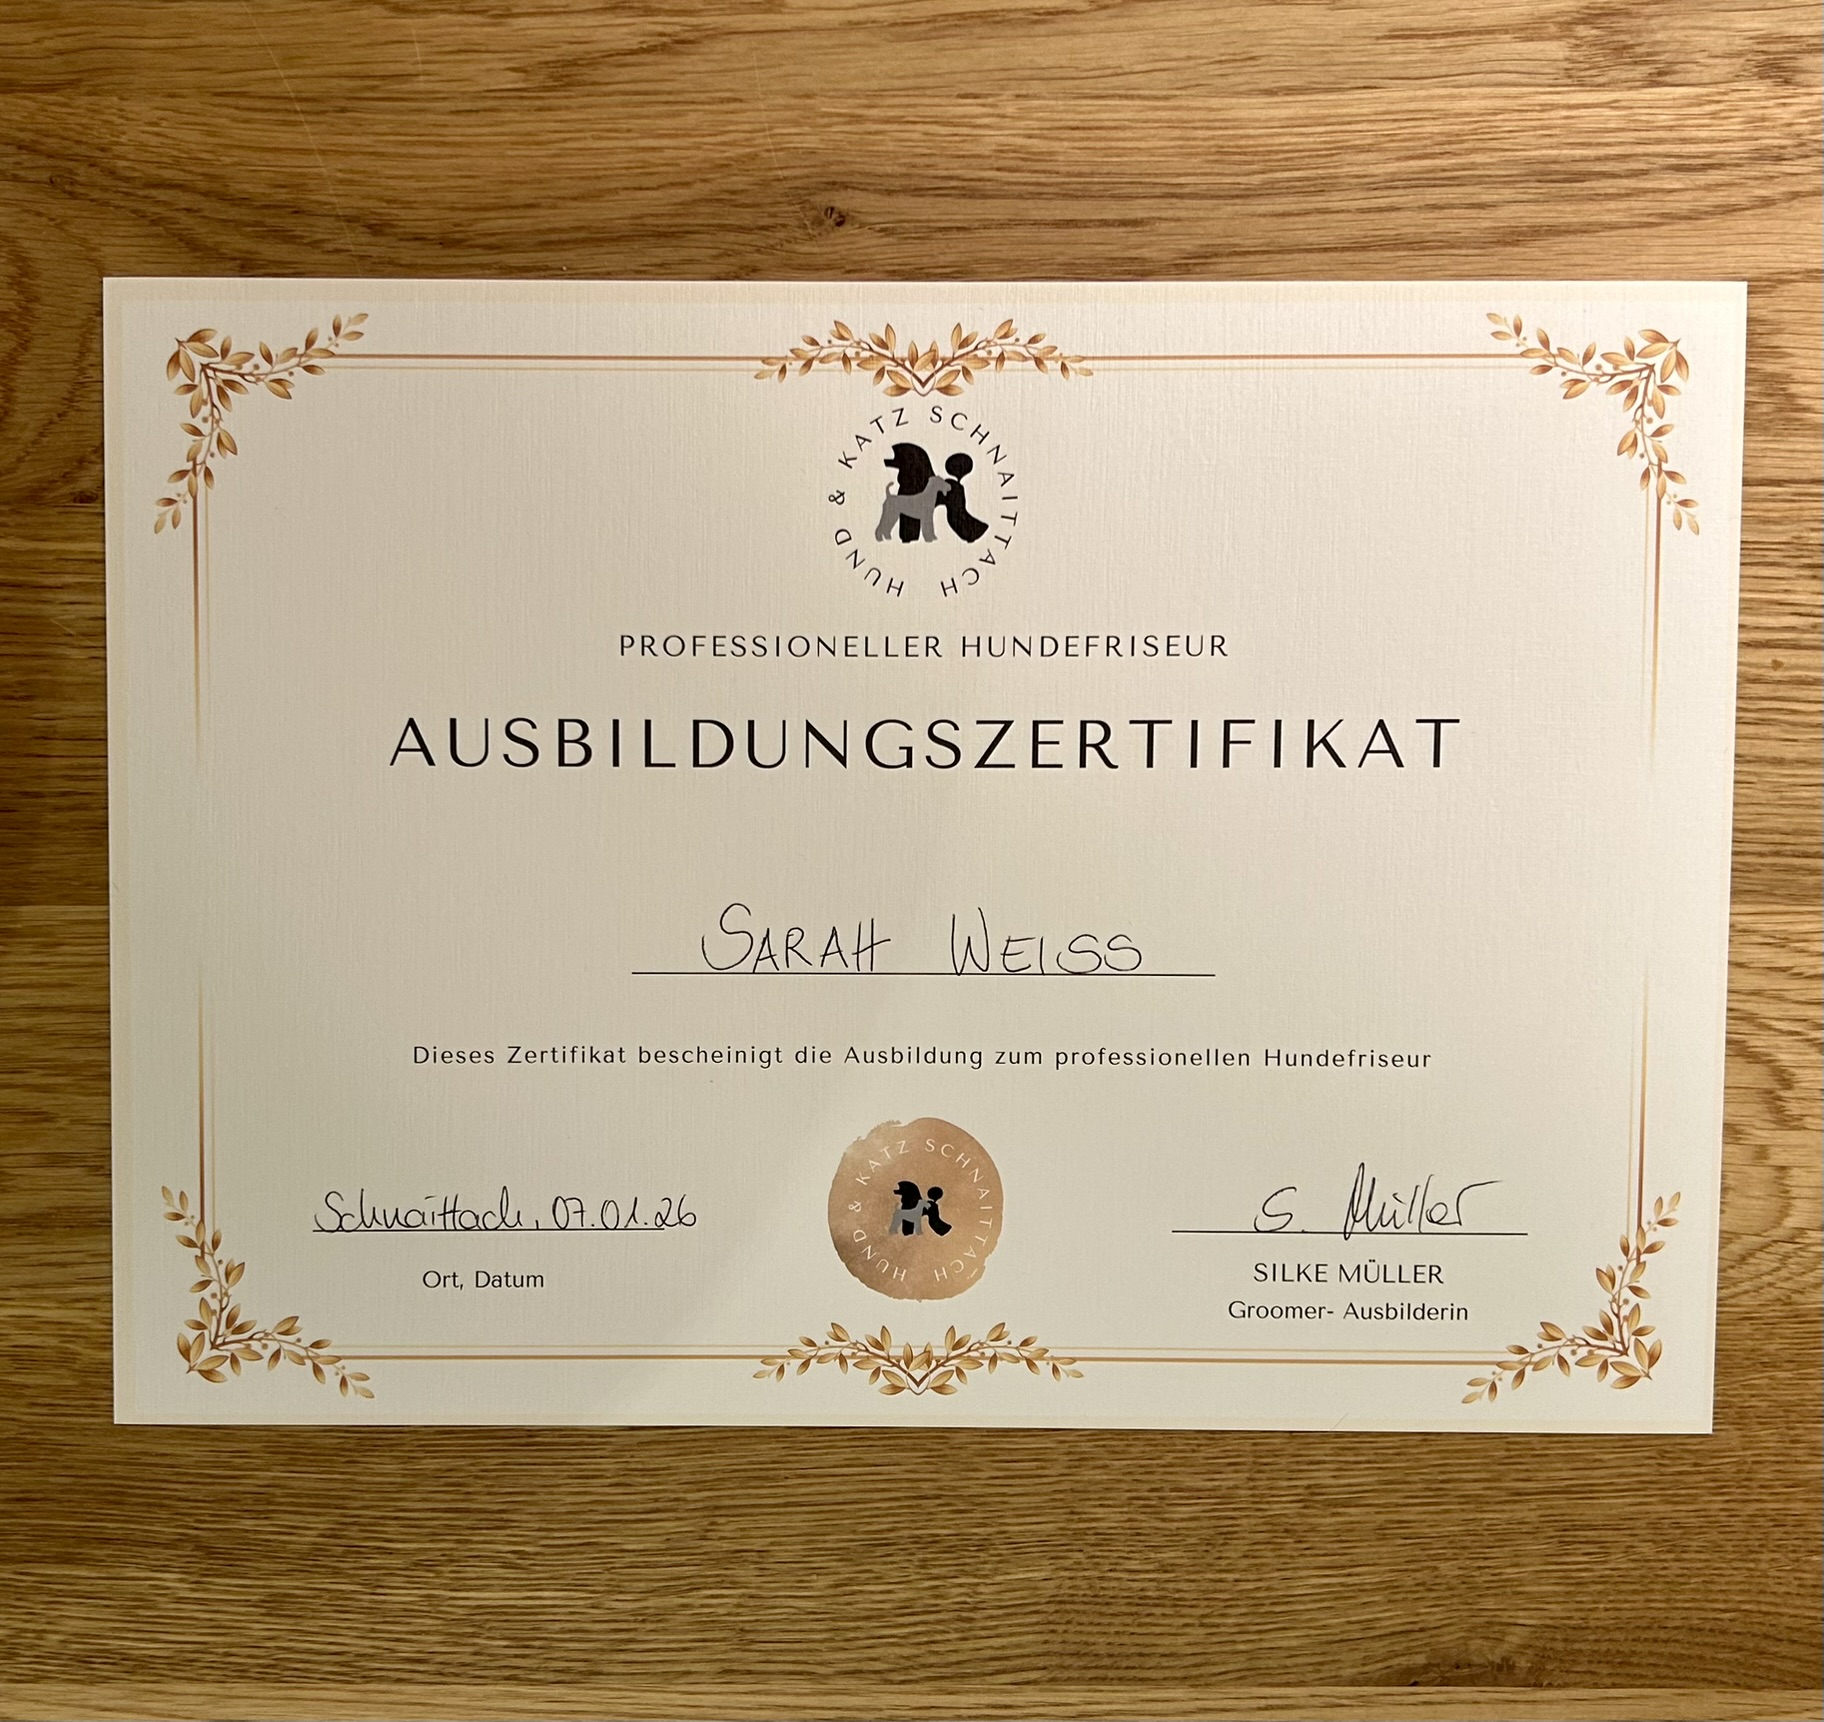 HUND & KATZ SCHNAITTACH
PROFESSIONELLER HUNDEFRISEUR
AUSBILDUNGSZERTIFIKAT
SARAH WEISS
Dieses Zertifikat bescheinigt die Ausbildung zum professionellen Hundefriseur
HUND & KATZ SCHNAITTACH
Schnaittach, 07.01.26
Ort, Datum
S. Müller
SILKE MÜLLER
Groomer- Ausbilderin